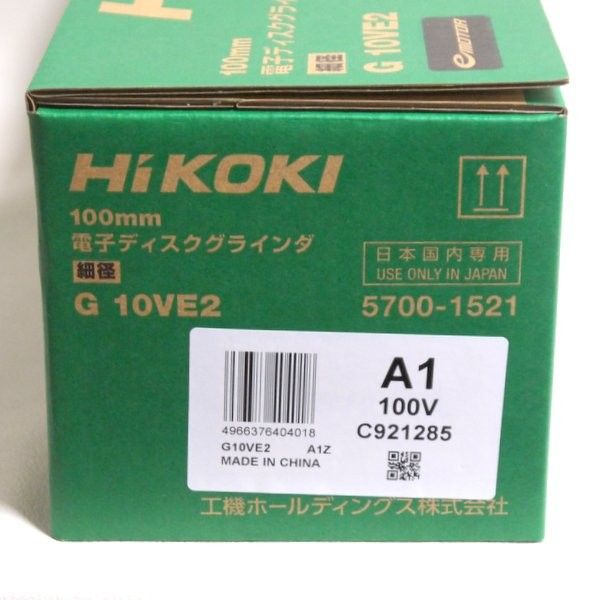 100mm
電子ディスクグラインダ
細径
G 10VE2
e MOTOR
HiKOKI
100mm
電子ディスクグラインダ
細径
G 10VE2
日本国内専用
USE ONLY IN JAPAN
5700-1521
A1
100V
C921285
4966376404018
G10VE2 A1Z
MADE IN CHINA
工機ホールディングス株式会社